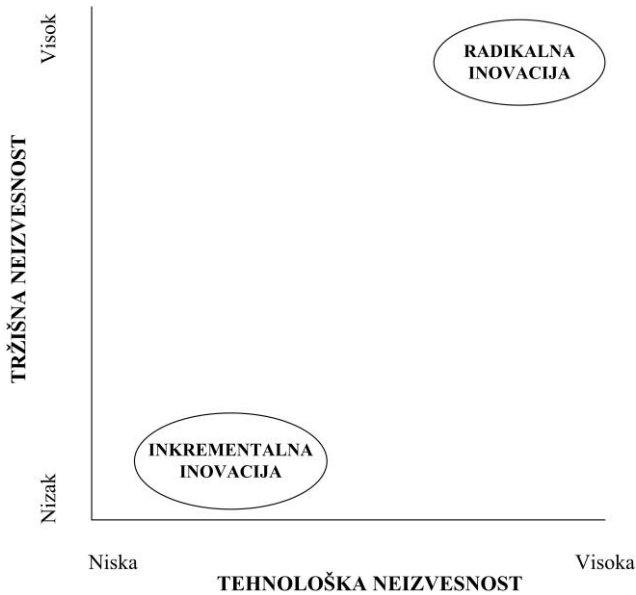 Visok
RADIKALNA
INOVACIJA
TRŽIŠNA NEIZVESNOST
INKREMENTALNA
INOVACIJA
Nizak
Niska
Visoka
TEHNOLOŠKA NEIZVESNOST